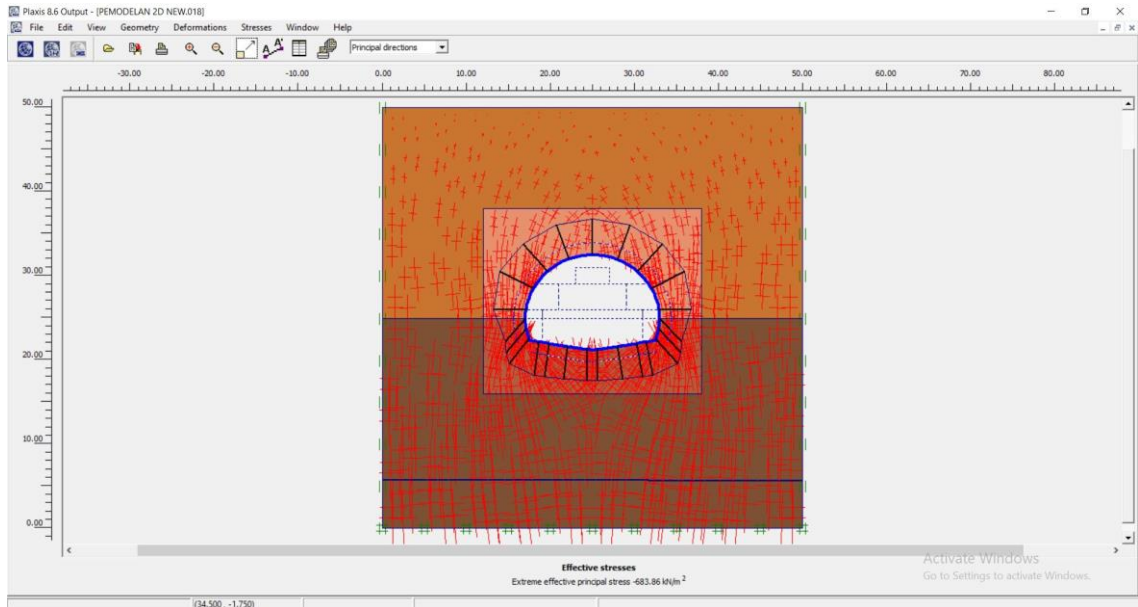 Plaxis 8.6 Output - [PEMODELAN 2D NEW.018]
File Edit View Geometry Deformations Stresses Window Help
Principal directions
-30.00 -20.00 -10.00 0.00 10.00 20.00 30.00 40.00 50.00 60.00 70.00 80.00
50.00
40.00
30.00
20.00
10.00
0.00
Effective stresses
Extreme effective principal stress -683.86 kN/m²
Activate Windows
Go to Settings to activate Windows.
(34.500 -1.750)